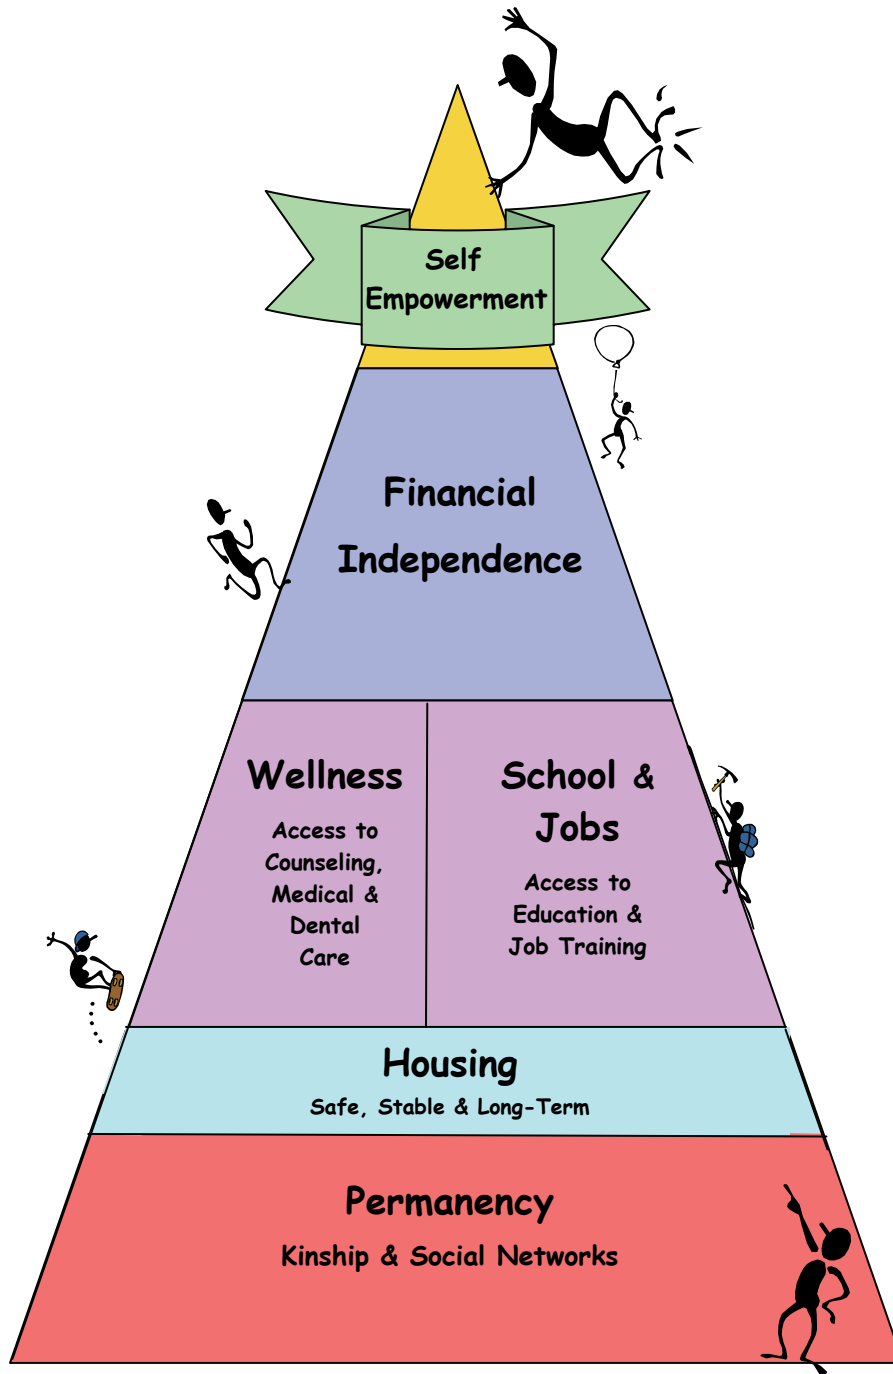 Self
Empowerment
Financial
Independence
Wellness
Access to
Counseling,
Medical &
Dental
Care
School &
Jobs
Access to
Education &
Job Training
Housing
Safe, Stable & Long-Term
Permanency
Kinship & Social Networks